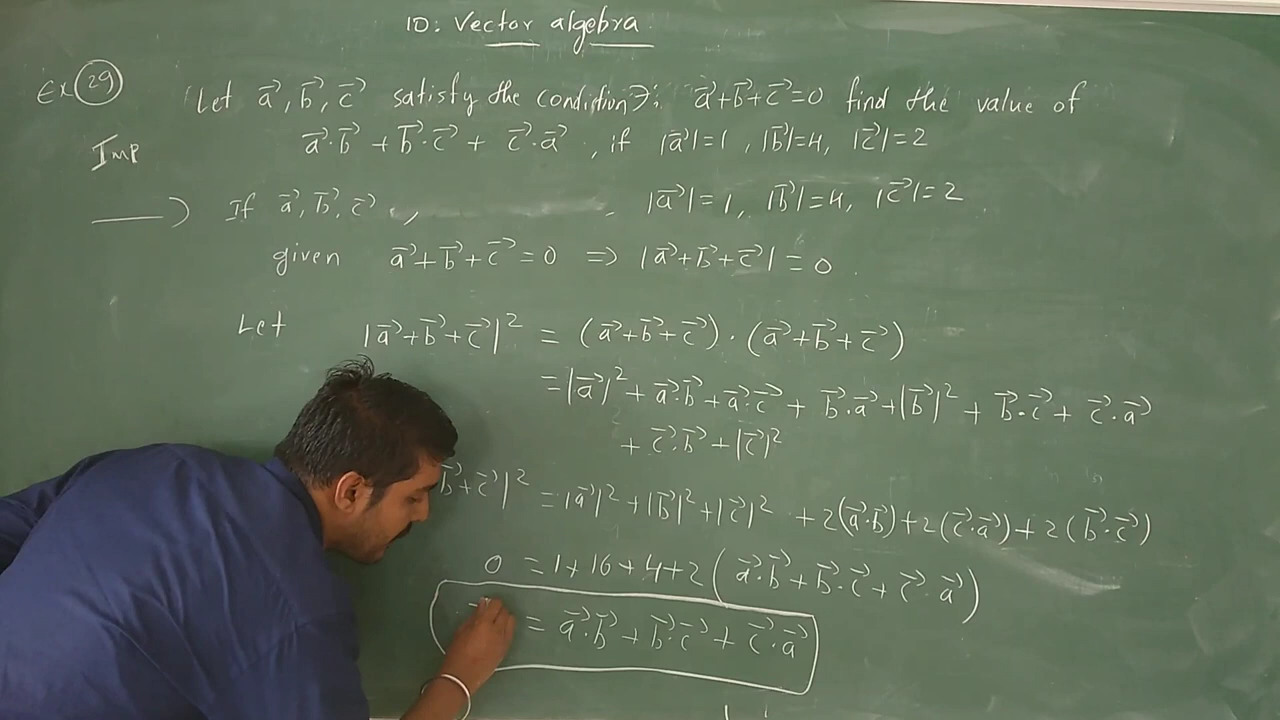 10: Vector algebra
Ex 29 Let a⃗, b⃗, c⃗ satisfy the condition ∋: a⃗+b⃗+c⃗=0 find the value of
Imp a⃗·b⃗ + b⃗·c⃗ + c⃗·a⃗, if |a⃗|=1, |b⃗|=4, |c⃗|=2
If a⃗, b⃗, c⃗, |a⃗|=1, |b⃗|=4, |c⃗|=2
given a⃗+b⃗+c⃗=0 ⇒ |a⃗+b⃗+c⃗|=0.
Let |a⃗+b⃗+c⃗|² = (a⃗+b⃗+c⃗)·(a⃗+b⃗+c⃗)
= |a⃗|² + a⃗·b⃗ + a⃗·c⃗ + b⃗·a⃗ + |b⃗|² + b⃗·c⃗ + c⃗·a⃗
+ c⃗·b⃗ + |c⃗|²
b⃗+c⃗|² = |a⃗|² + |b⃗|² + |c⃗|² + 2(a⃗·b⃗) + 2(c⃗·a⃗) + 2(b⃗·c⃗)
0 = 1+16+4+2(a⃗·b⃗ + b⃗·c⃗ + c⃗·a⃗)
= a⃗·b⃗ + b⃗·c⃗ + c⃗·a⃗